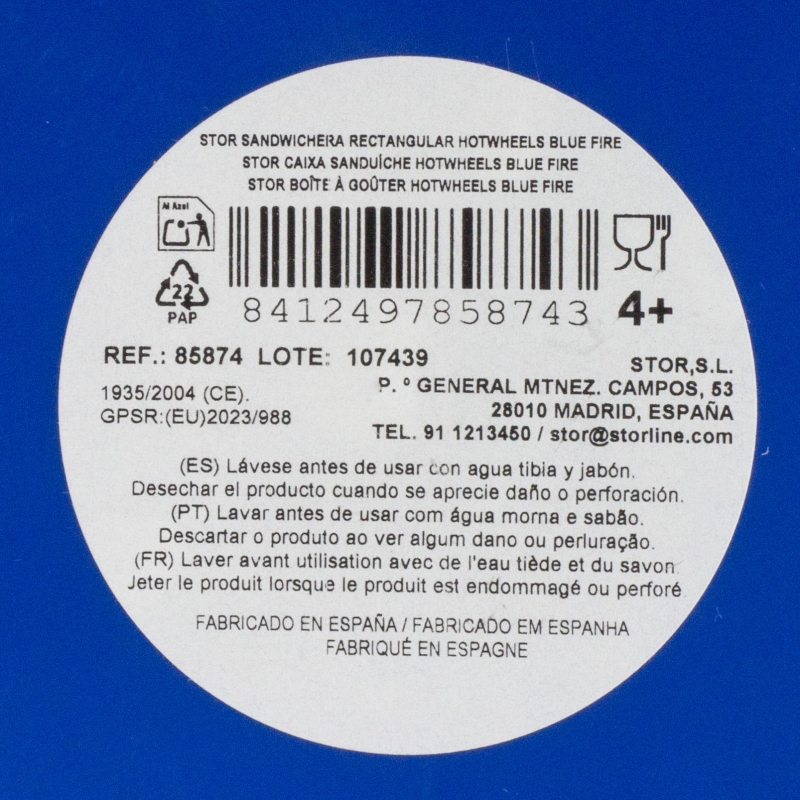 STOR SANDWICHERA RECTANGULAR HOTWHEELS BLUE FIRE
STOR CAIXA SANDUÍCHE HOTWHEELS BLUE FIRE
STOR BOÎTE À GOÛTER HOTWHEELS BLUE FIRE
Al Azul
22
PAP
8412497858743
4+
REF.: 85874 LOTE: 107439
1935/2004 (CE).
GPSR:(EU)2023/988
STOR,S.L.
P. º GENERAL MTNEZ. CAMPOS, 53
28010 MADRID, ESPAÑA
TEL. 91 1213450 / stor@storline.com
(ES) Lávese antes de usar con agua tibia y jabón.
Desechar el producto cuando se aprecie daño o perforación.
(PT) Lavar antes de usar com água morna e sabão.
Descartar o produto ao ver algum dano ou perluração.
(FR) Laver avant utilisation avec de l'eau tiède et du savon
Jeter le produit lorsque le produit est endommagé ou perforé
FABRICADO EN ESPAÑA / FABRICADO EM ESPANHA
FABRIQUÉ EN ESPAGNE